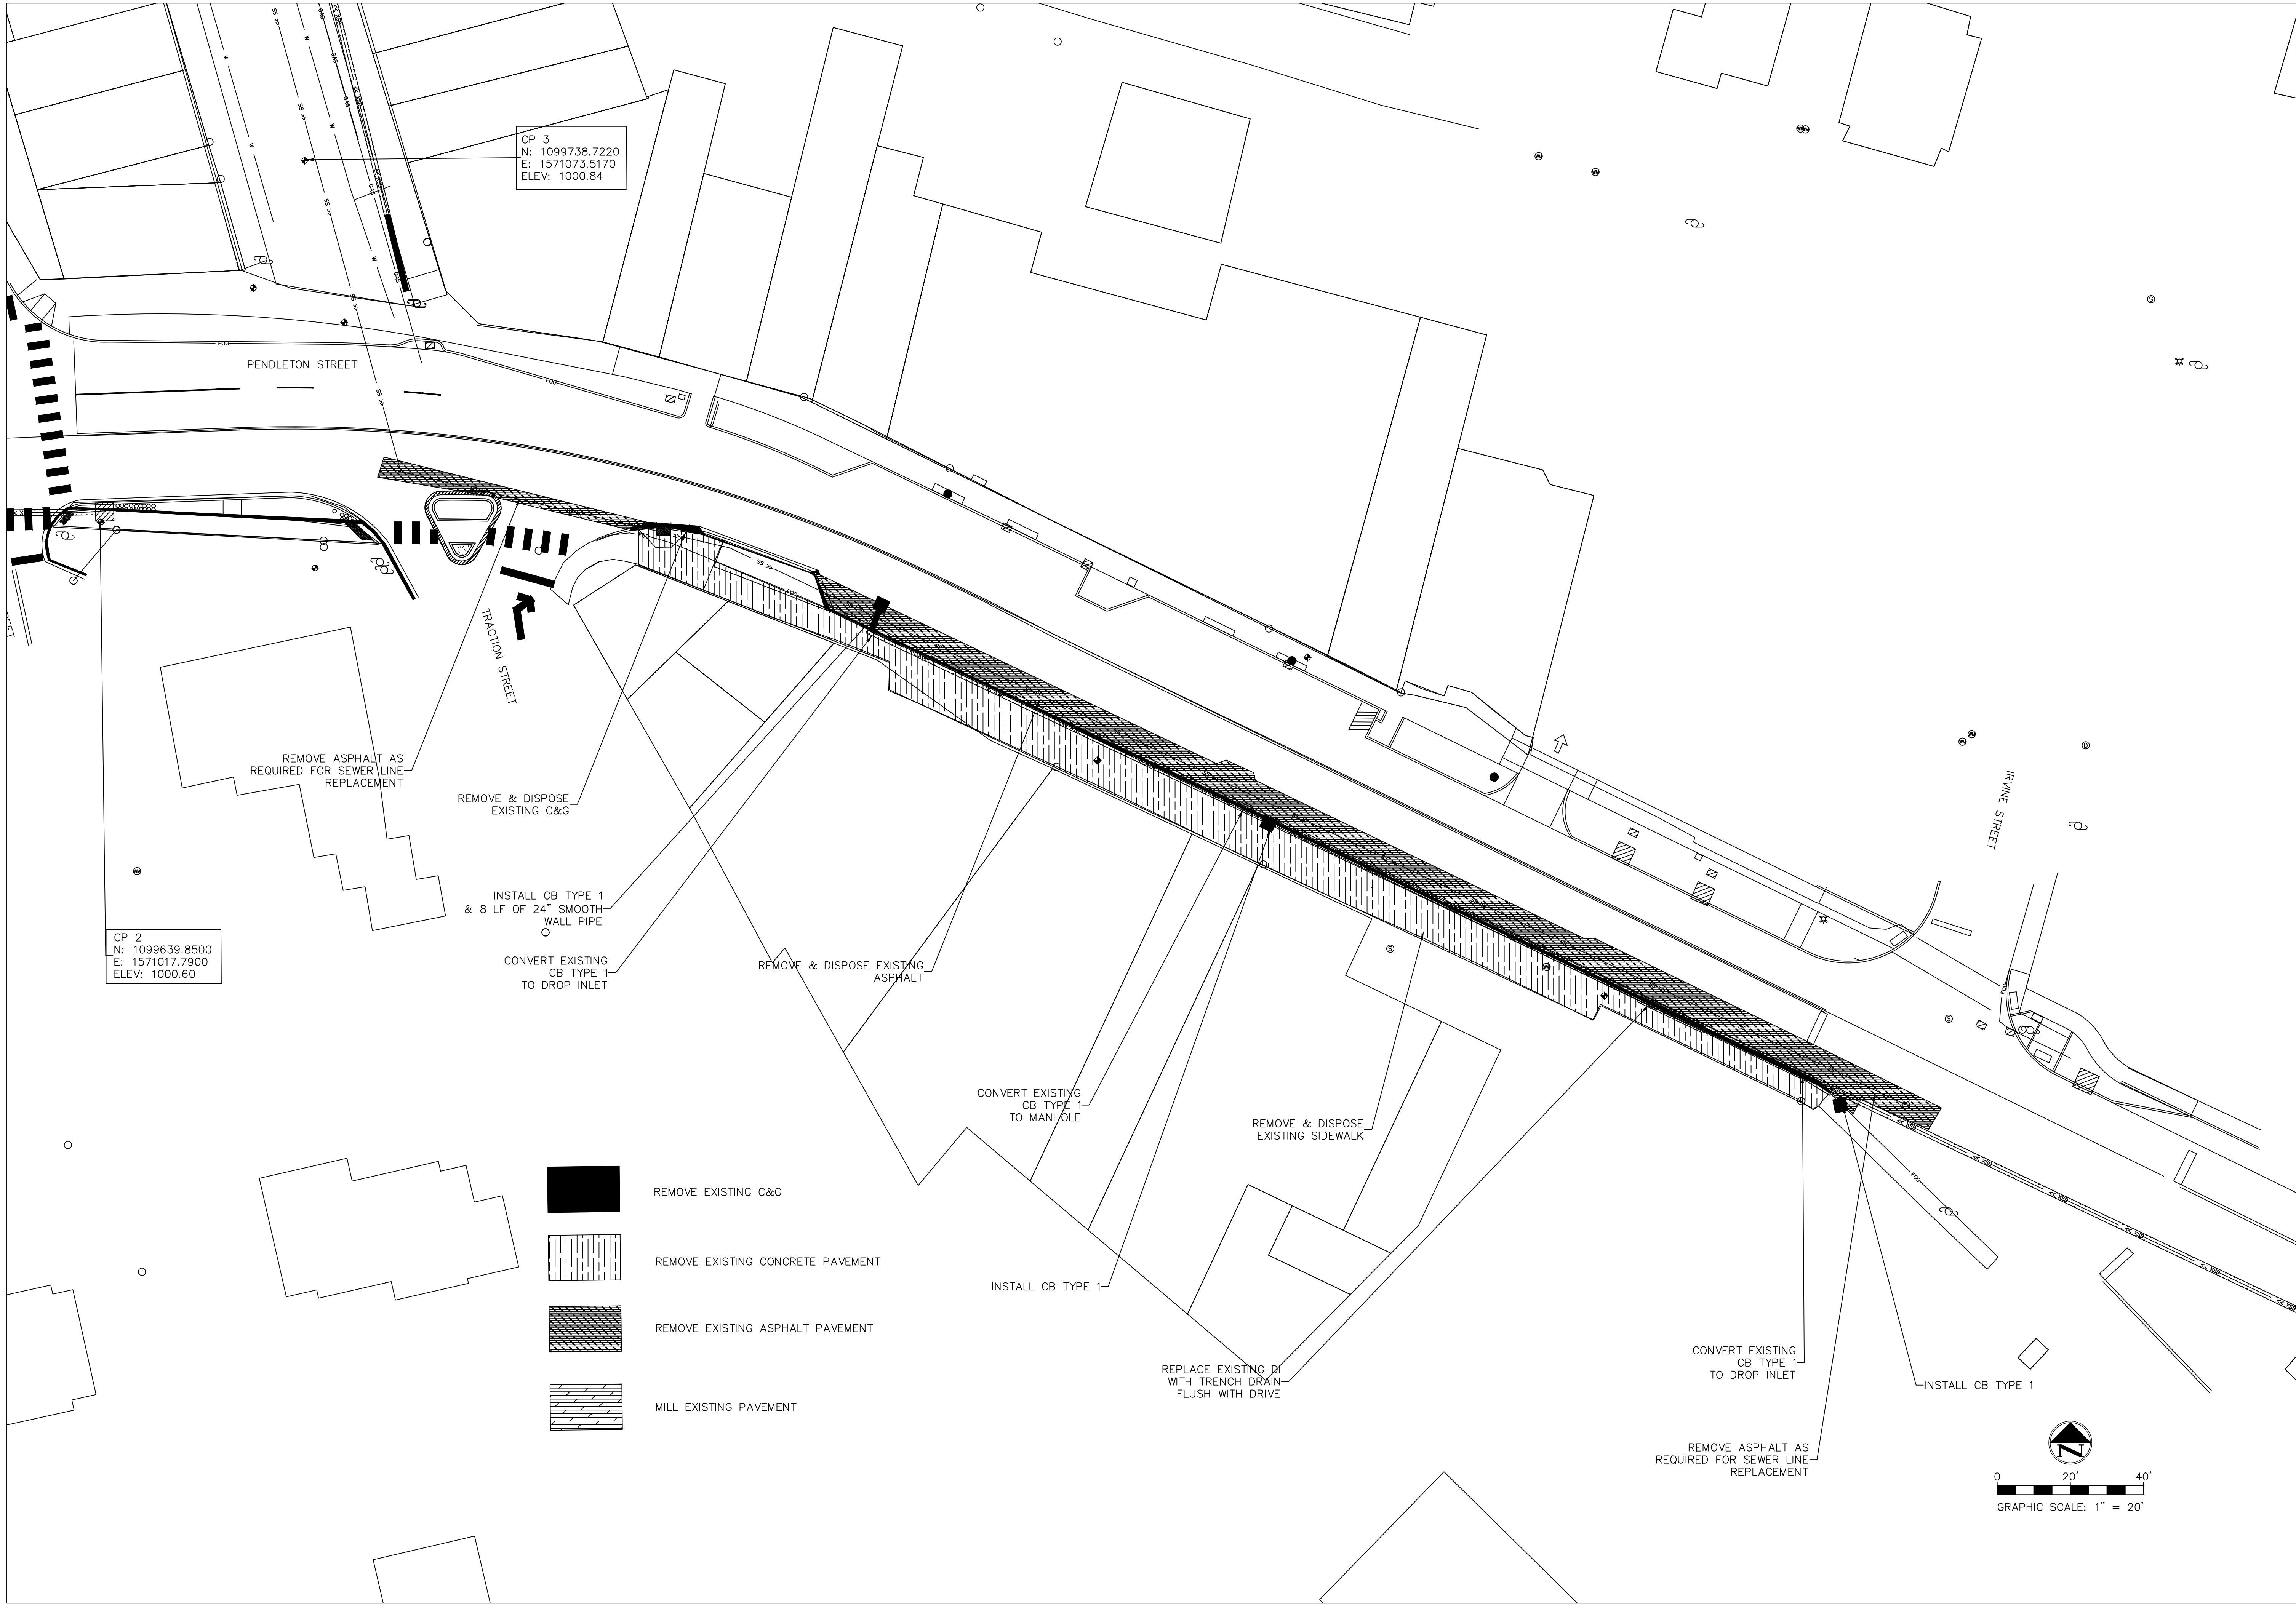 CP 3
N: 1099738.7220
E: 1571073.5170
ELEV: 1000.84
PENDLETON STREET
TRACTION STREET
IRVINE STREET
REMOVE ASPHALT AS
REQUIRED FOR SEWER LINE
REPLACEMENT
REMOVE & DISPOSE
EXISTING C&G
INSTALL CB TYPE 1
& 8 LF OF 24" SMOOTH
WALL PIPE
CONVERT EXISTING
CB TYPE 1
TO DROP INLET
REMOVE & DISPOSE EXISTING
ASPHALT
CP 2
N: 1099639.8500
E: 1571017.7900
ELEV: 1000.60
CONVERT EXISTING
CB TYPE 1
TO MANHOLE
REMOVE & DISPOSE
EXISTING SIDEWALK
INSTALL CB TYPE 1
REPLACE EXISTING DI
WITH TRENCH DRAIN
FLUSH WITH DRIVE
CONVERT EXISTING
CB TYPE 1
TO DROP INLET
INSTALL CB TYPE 1
REMOVE ASPHALT AS
REQUIRED FOR SEWER LINE
REPLACEMENT
REMOVE EXISTING C&G
REMOVE EXISTING CONCRETE PAVEMENT
REMOVE EXISTING ASPHALT PAVEMENT
MILL EXISTING PAVEMENT
N
0 20' 40'
GRAPHIC SCALE: 1" = 20'